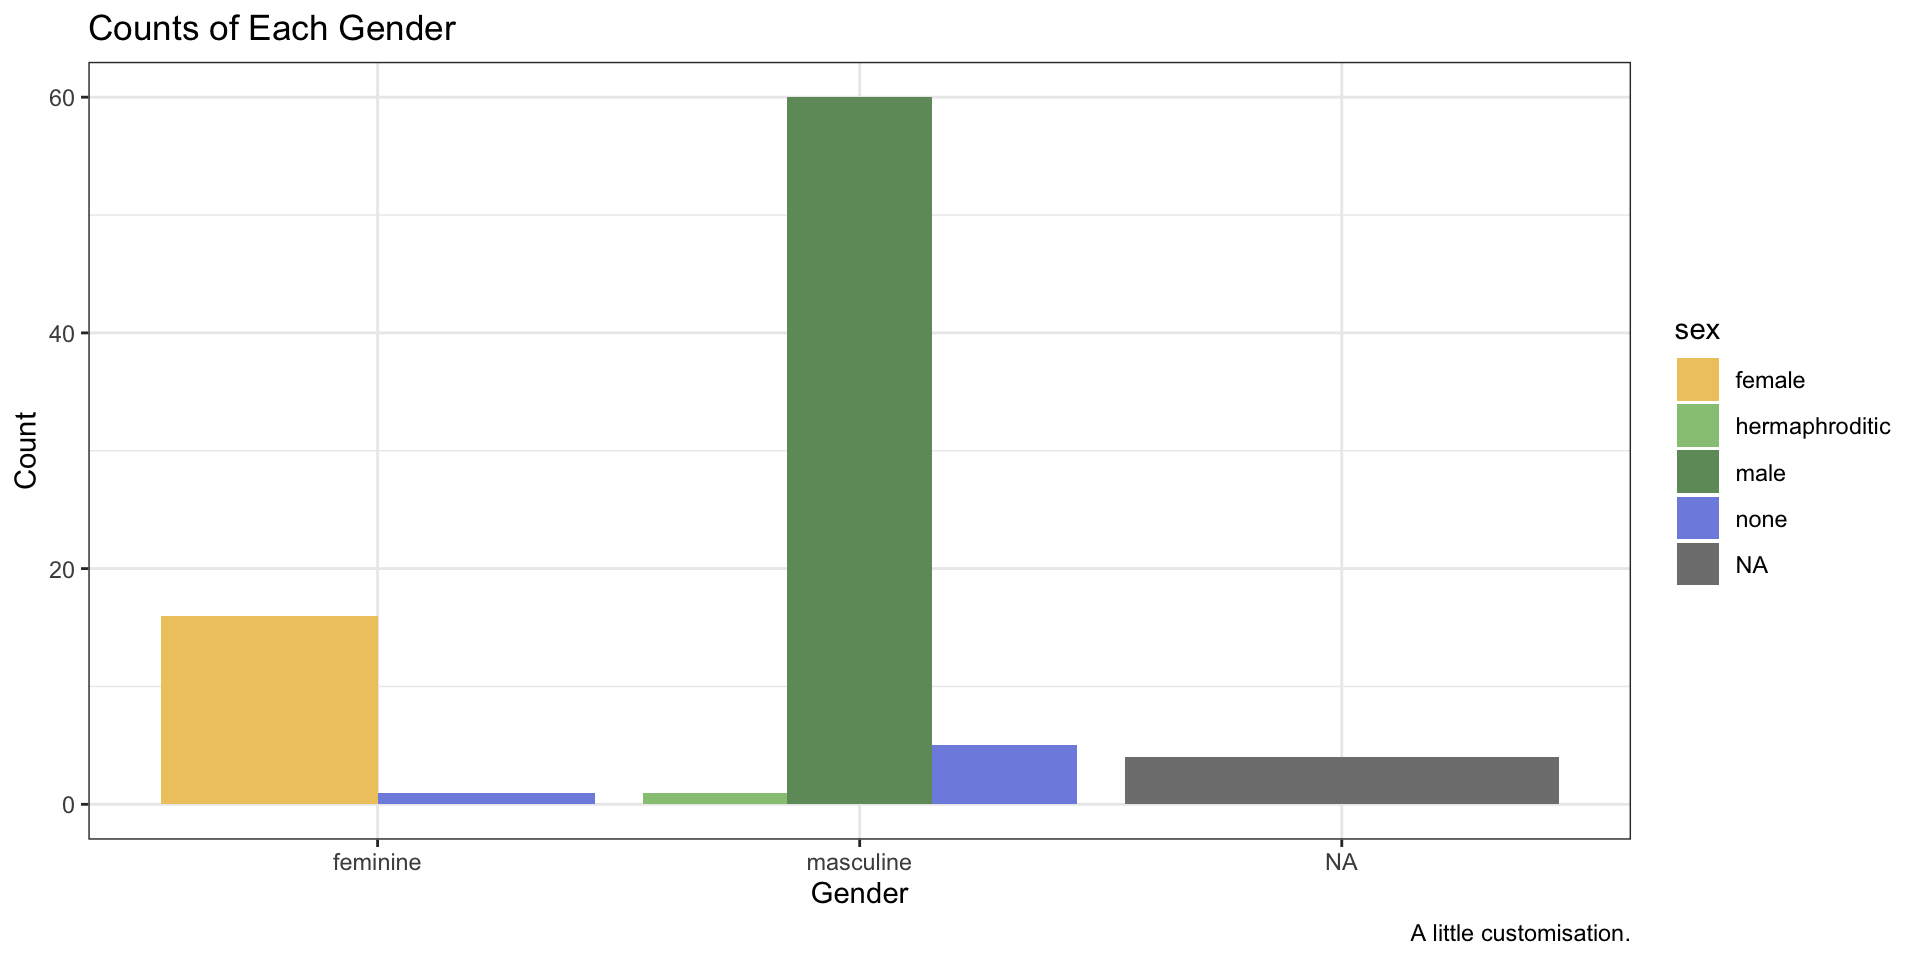 Counts of Each Gender
60
40
20
0
Count
feminine
masculine
NA
Gender
sex
female
hermaphroditic
male
none
NA
A little customisation.